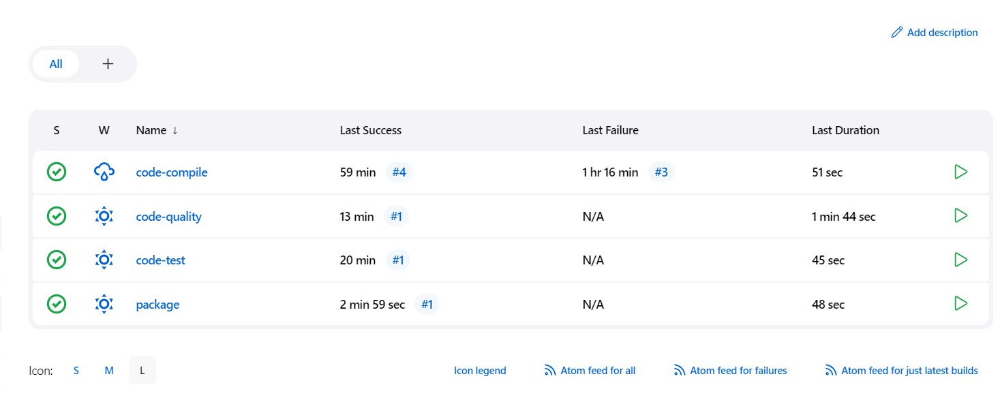 Add description
All +
S W Name ↓ Last Success Last Failure Last Duration
code-compile 59 min #4 1 hr 16 min #3 51 sec
code-quality 13 min #1 N/A 1 min 44 sec
code-test 20 min #1 N/A 45 sec
package 2 min 59 sec #1 N/A 48 sec
Icon: S M L Icon legend Atom feed for all Atom feed for failures Atom feed for just latest builds